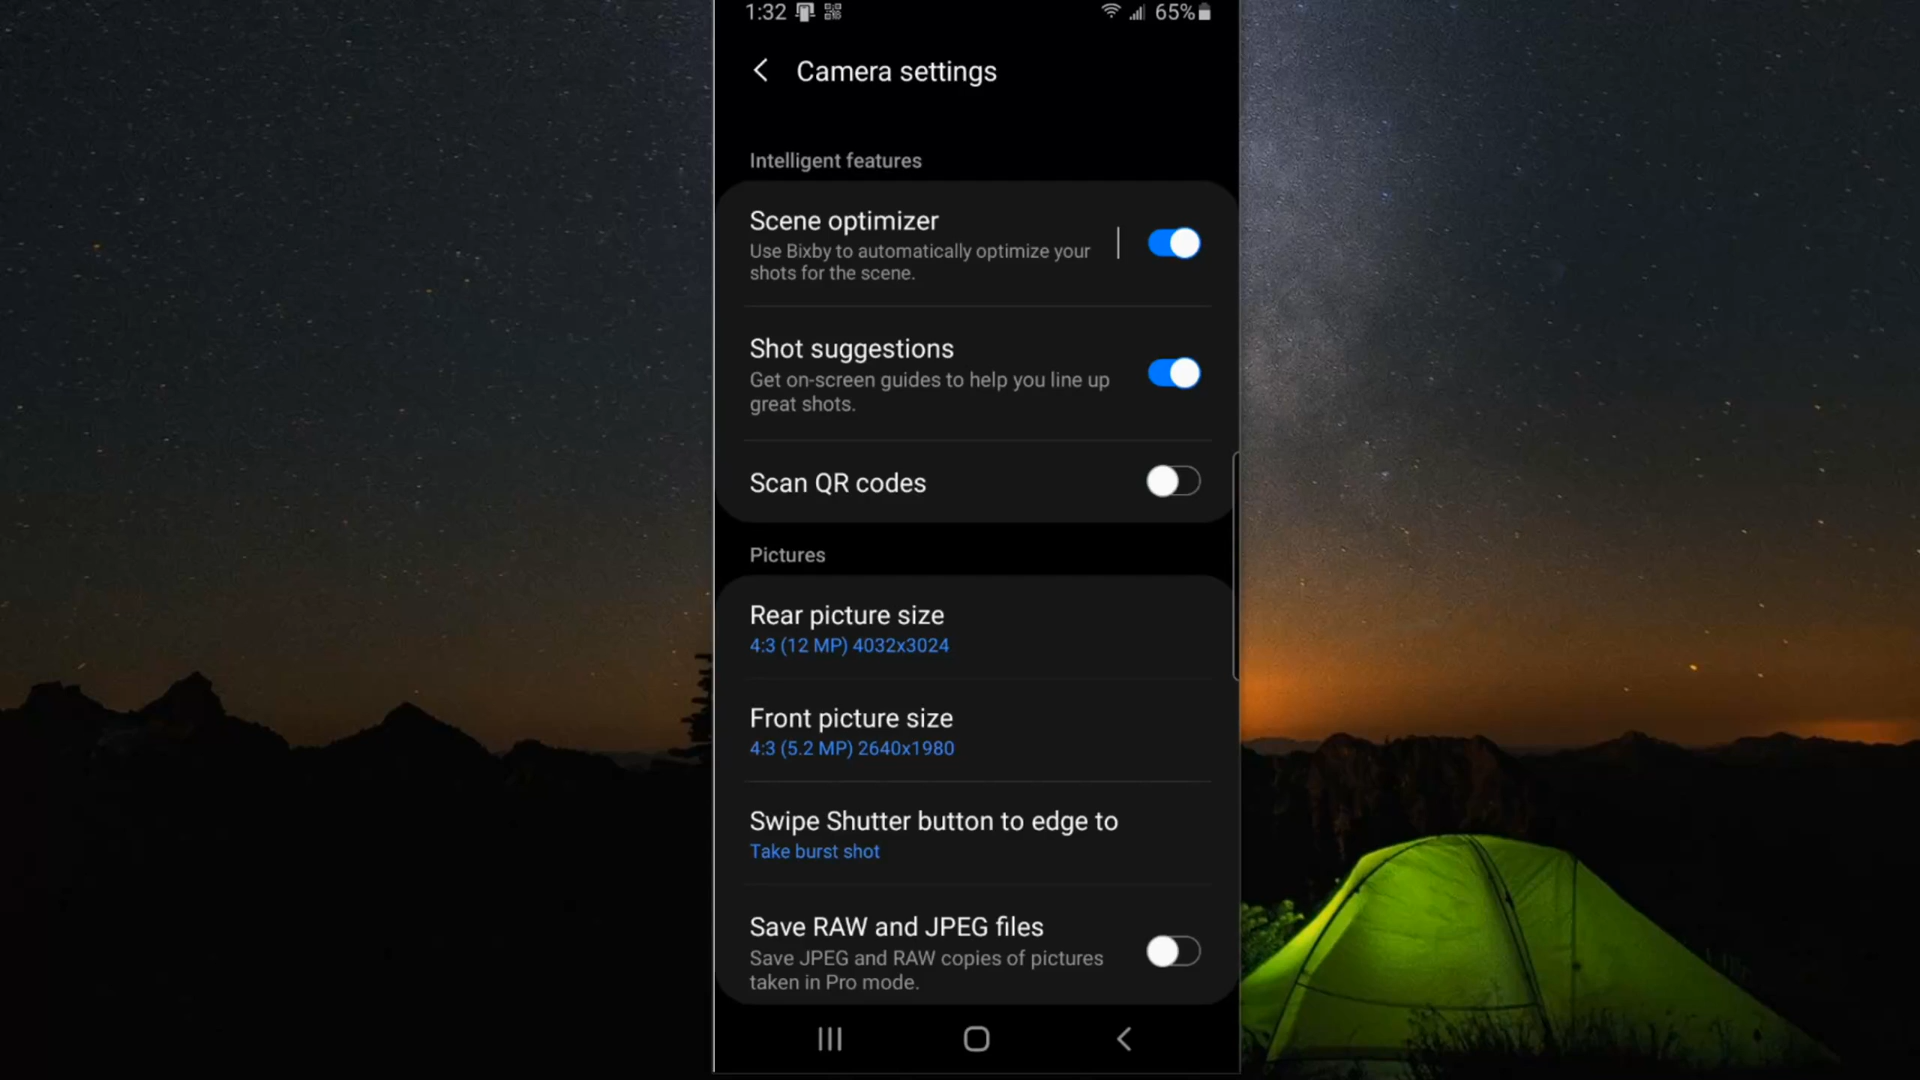 1:32
65%
Camera settings
Intelligent features
Scene optimizer
Use Bixby to automatically optimize your
shots for the scene.
Shot suggestions
Get on-screen guides to help you line up
great shots.
Scan QR codes
Pictures
Rear picture size
4:3 (12 MP) 4032x3024
Front picture size
4:3 (5.2 MP) 2640x1980
Swipe Shutter button to edge to
Take burst shot
Save RAW and JPEG files
Save JPEG and RAW copies of pictures
taken in Pro mode.